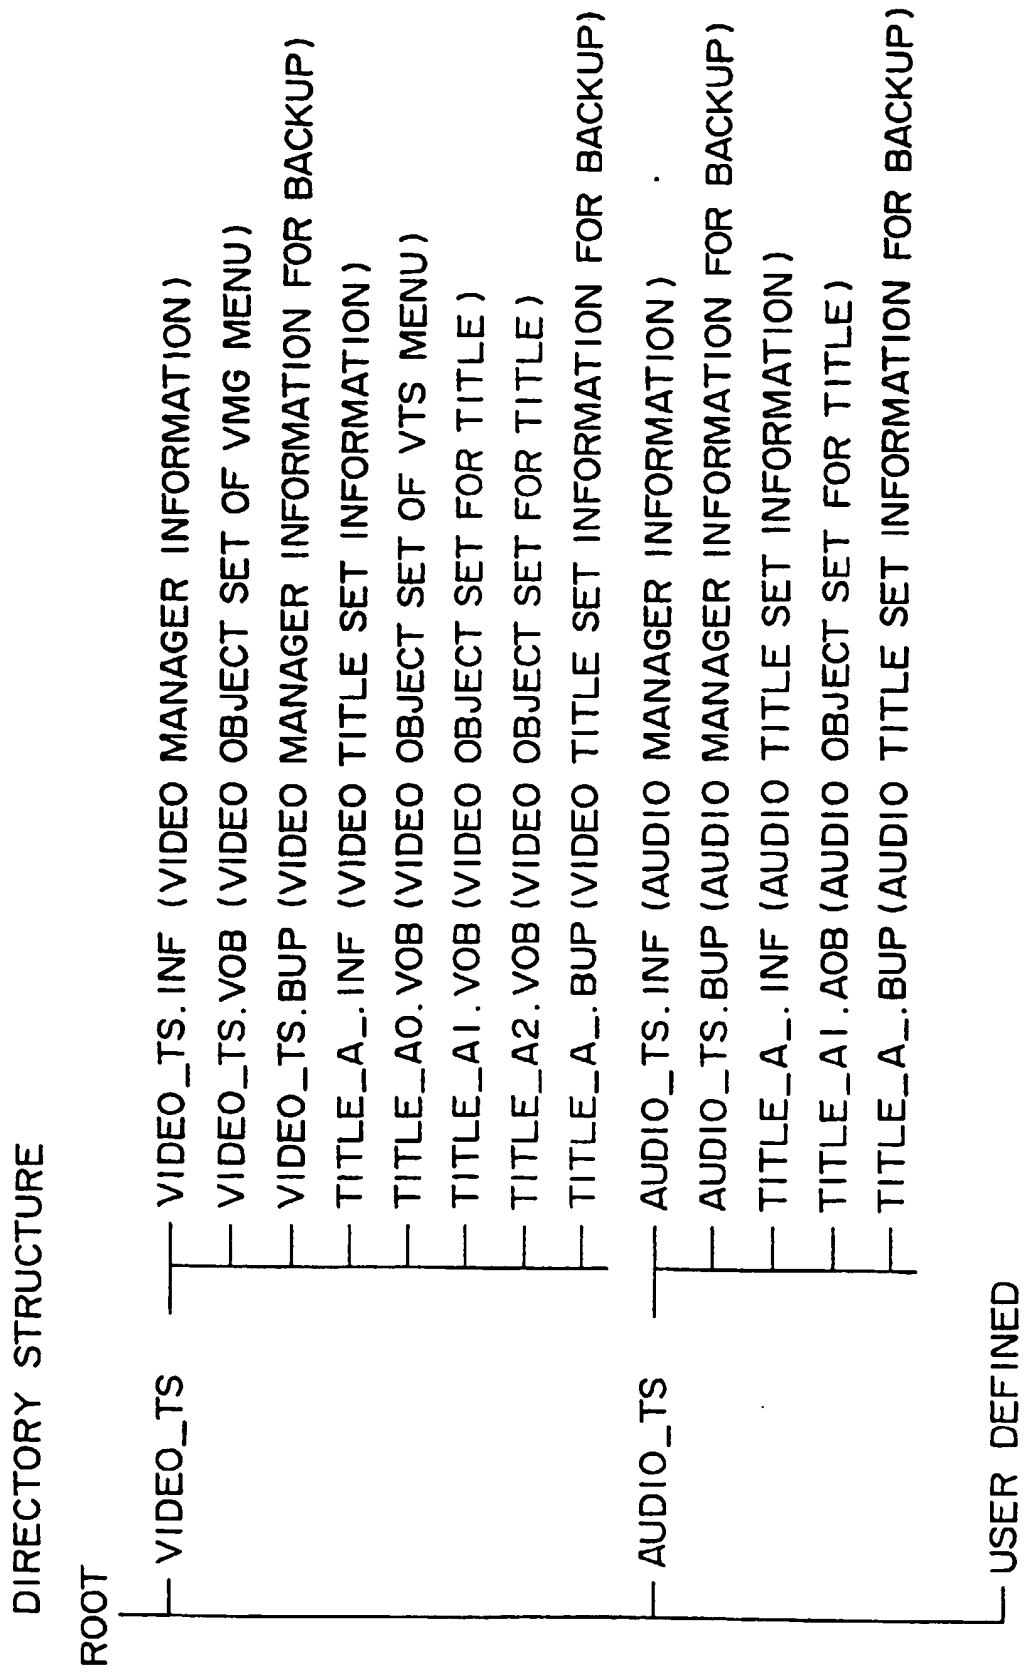 DIRECTORY STRUCTURE
ROOT
VIDEO_TS
VIDEO_TS.INF (VIDEO MANAGER INFORMATION)
VIDEO_TS.VOB (VIDEO OBJECT SET OF VMG MENU)
VIDEO_TS.BUP (VIDEO MANAGER INFORMATION FOR BACKUP)
TITLE_A_.INF (VIDEO TITLE SET INFORMATION)
TITLE_A0.VOB (VIDEO OBJECT SET OF VTS MENU)
TITLE_A1.VOB (VIDEO OBJECT SET FOR TITLE)
TITLE_A2.VOB (VIDEO OBJECT SET FOR TITLE)
TITLE_A_.BUP (VIDEO TITLE SET INFORMATION FOR BACKUP)
AUDIO_TS
AUDIO_TS.INF (AUDIO MANAGER INFORMATION)
AUDIO_TS.BUP (AUDIO MANAGER INFORMATION FOR BACKUP)
TITLE_A_.INF (AUDIO TITLE SET INFORMATION)
TITLE_A1.AOB (AUDIO OBJECT SET FOR TITLE)
TITLE_A_.BUP (AUDIO TITLE SET INFORMATION FOR BACKUP)
USER DEFINED